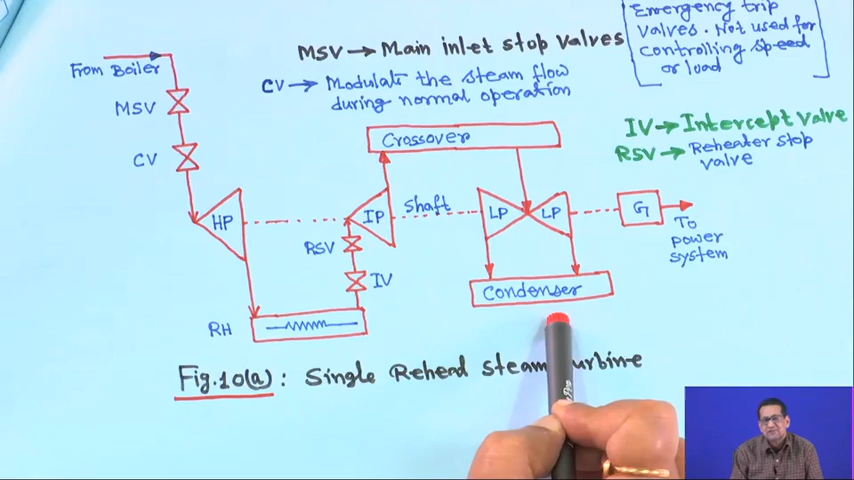 Emergency trip
valves. Not used for
controlling speed
or load
MSV → Main inlet stop valves
CV → Modulate the steam flow
during normal operation
IV → Intercept valve
RSV → Reheater stop
valve
From Boiler
MSV
CV
HP
RH
RSV
IV
IP
Crossover
Shaft
LP
LP
G
To
power
system
Condenser
Fig.10(a): Single Rehead steam turbine